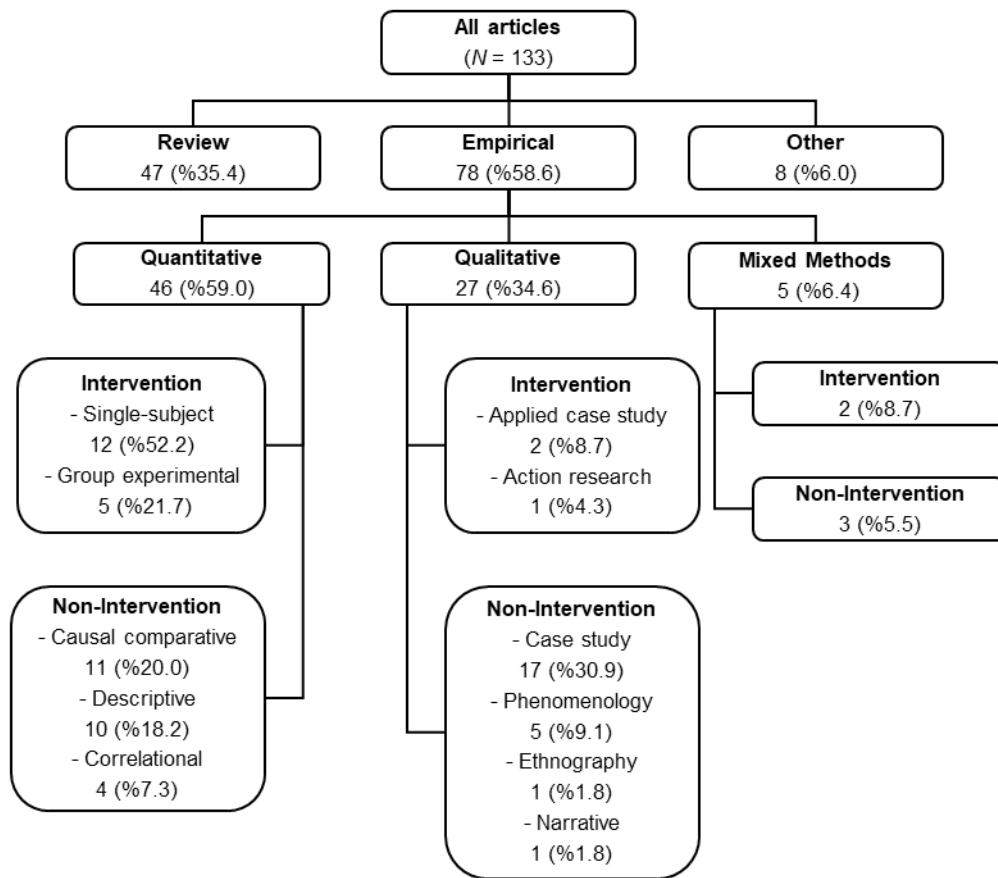 All articles
(N = 133)
Review
47 (%35.4)
Empirical
78 (%58.6)
Other
8 (%6.0)
Quantitative
46 (%59.0)
Qualitative
27 (%34.6)
Mixed Methods
5 (%6.4)
Intervention
- Single-subject
12 (%52.2)
- Group experimental
5 (%21.7)
Intervention
- Applied case study
2 (%8.7)
- Action research
1 (%4.3)
Intervention
2 (%8.7)
Non-Intervention
3 (%5.5)
Non-Intervention
- Causal comparative
11 (%20.0)
- Descriptive
10 (%18.2)
- Correlational
4 (%7.3)
Non-Intervention
- Case study
17 (%30.9)
- Phenomenology
5 (%9.1)
- Ethnography
1 (%1.8)
- Narrative
1 (%1.8)